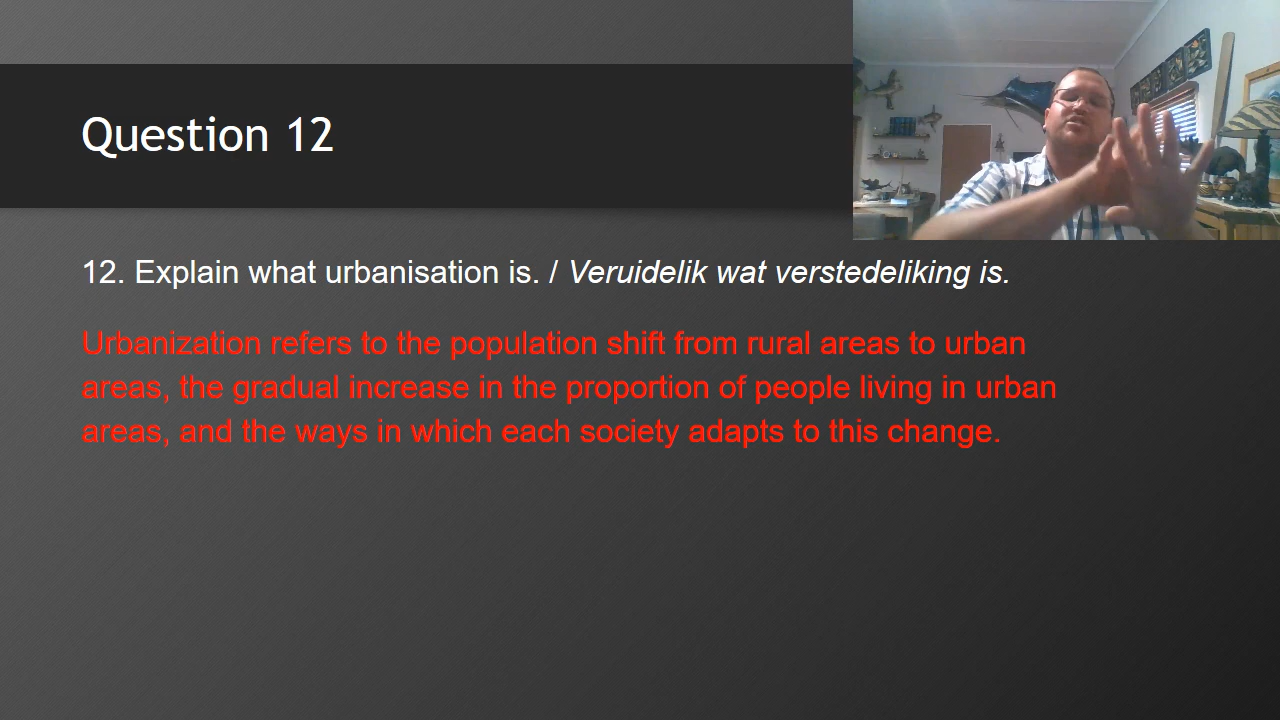 Question 12
12. Explain what urbanisation is. / Veruidelik wat verstedeliking is.
Urbanization refers to the population shift from rural areas to urban
areas, the gradual increase in the proportion of people living in urban
areas, and the ways in which each society adapts to this change.